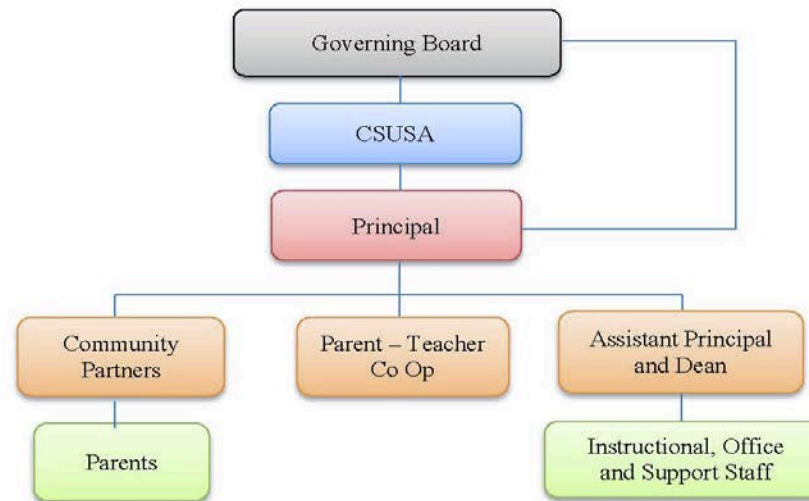 Governing Board
CSUSA
Principal
Community
Partners
Parent – Teacher
Co Op
Assistant Principal
and Dean
Parents
Instructional, Office
and Support Staff